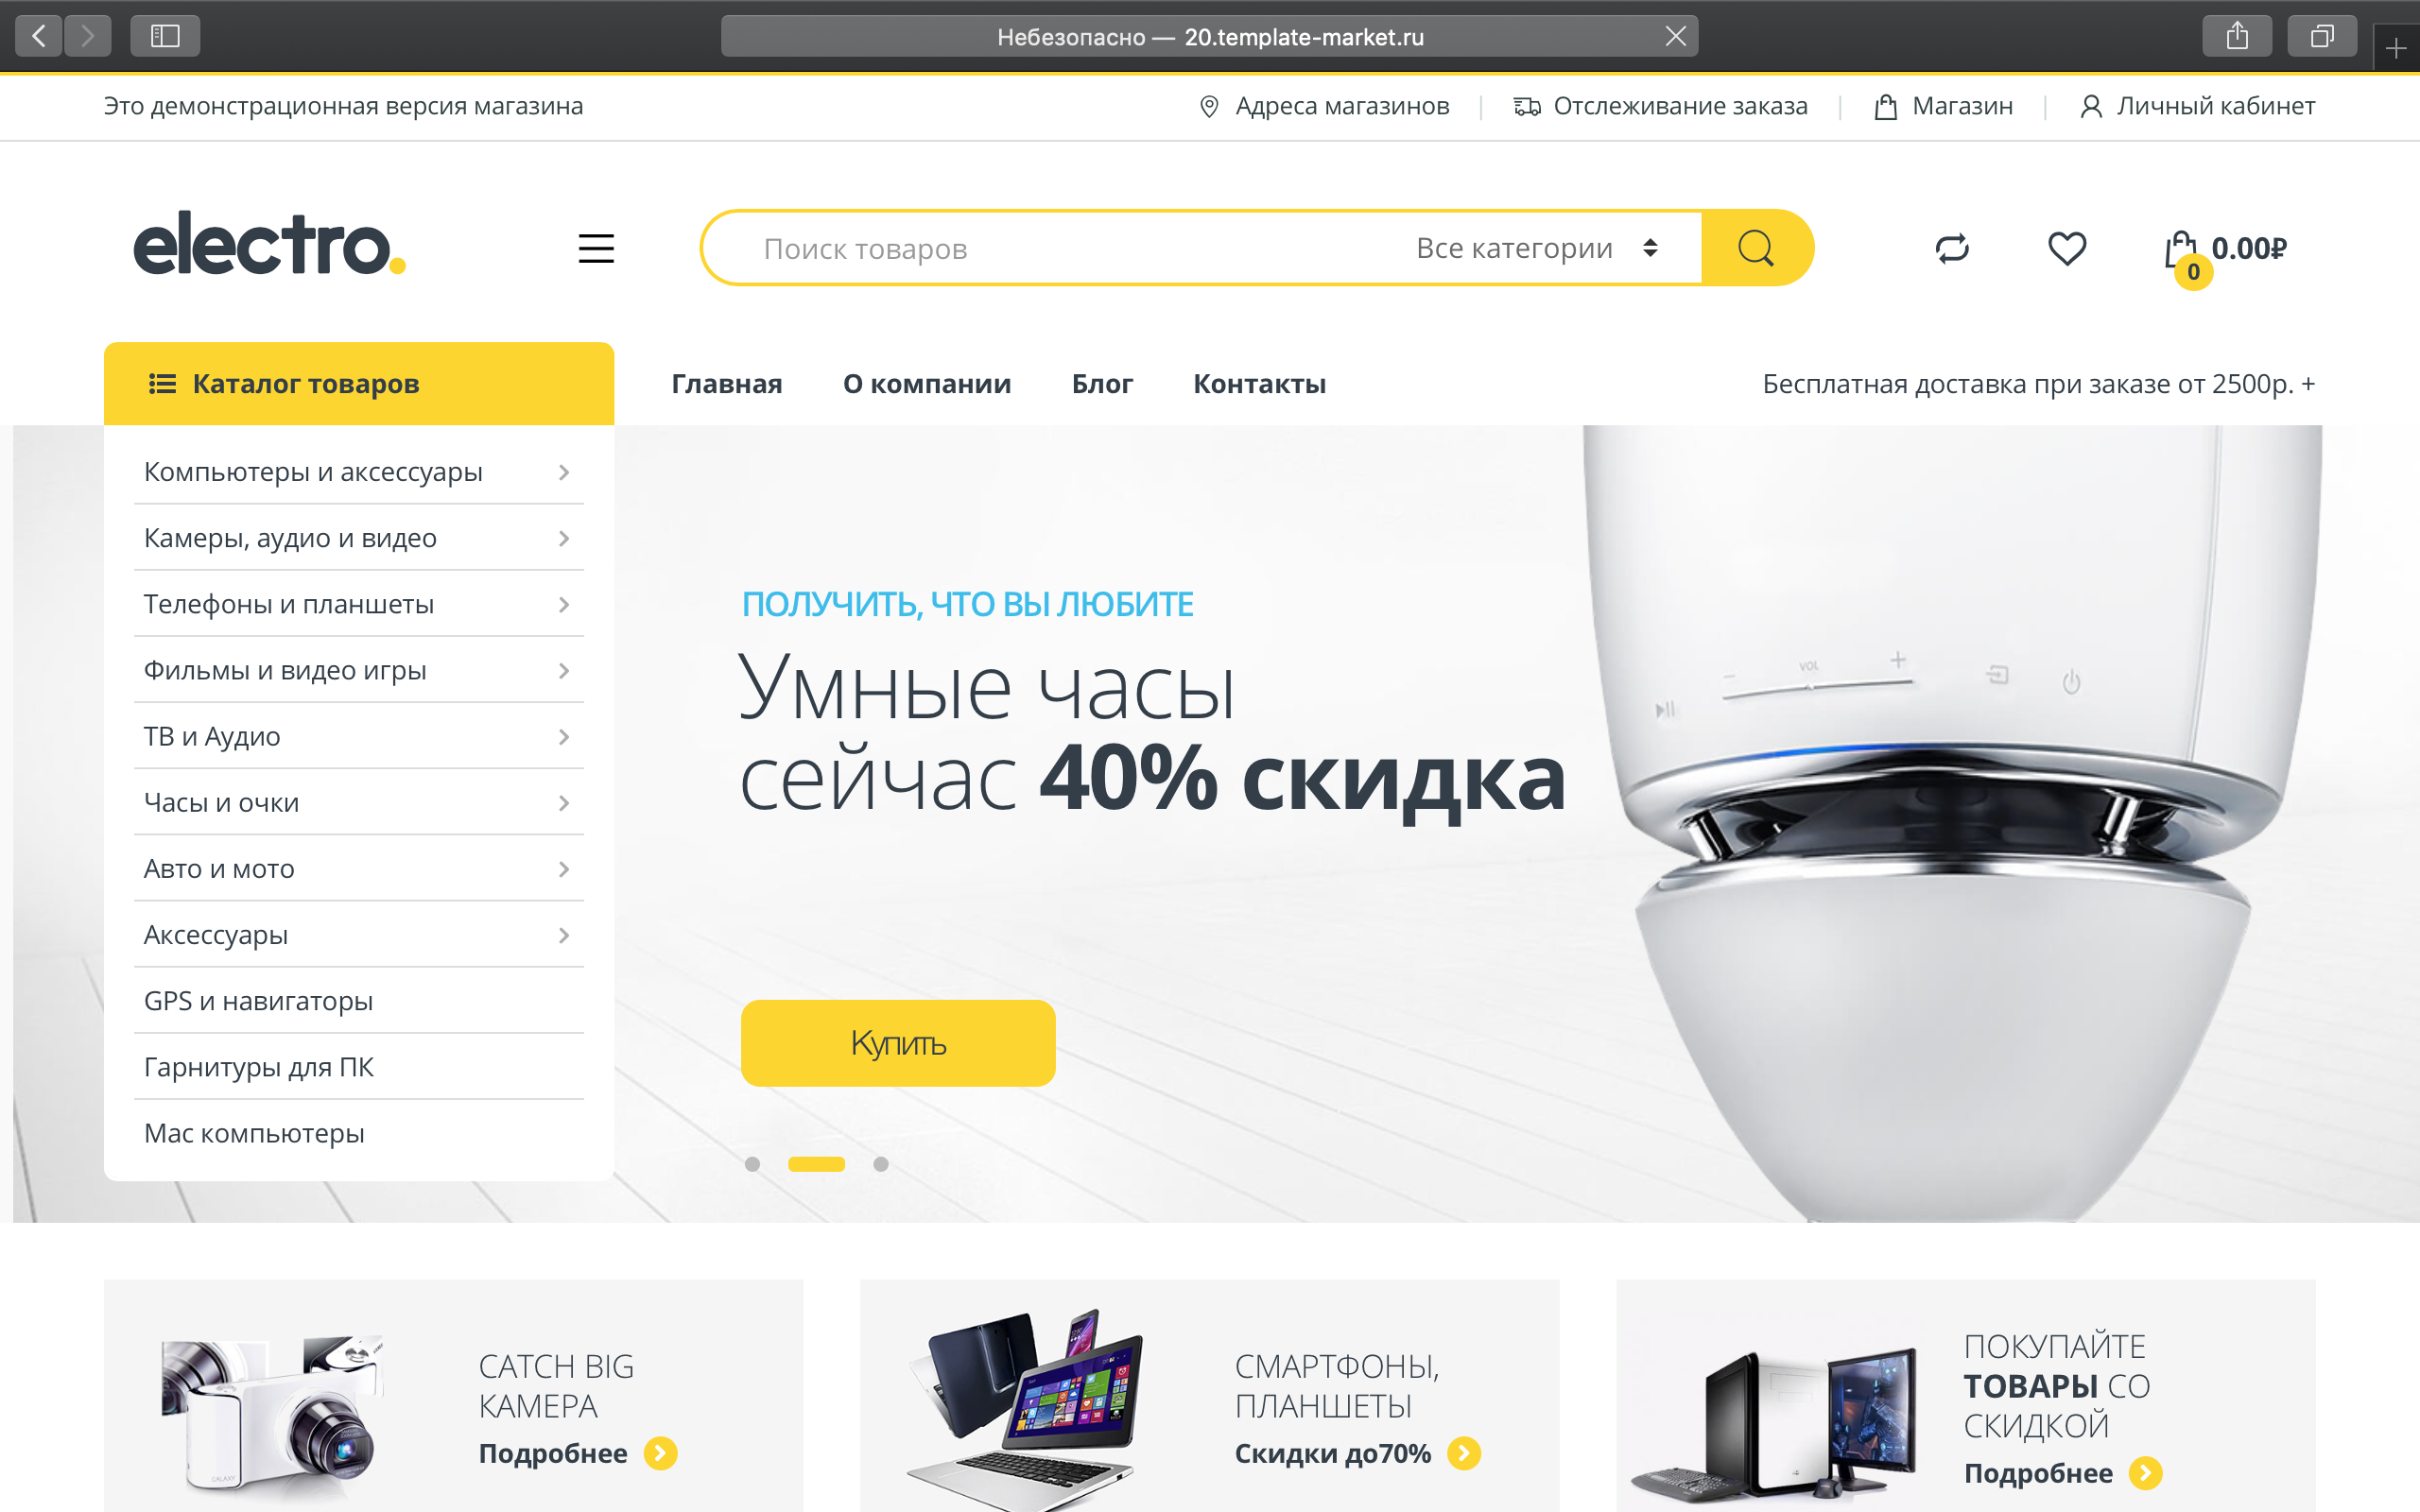 Небезопасно — 20.template-market.ru
Это демонстрационная версия магазина
Адреса магазинов
Отслеживание заказа
Магазин
Личный кабинет
electro.
Поиск товаров
Все категории
0
0.00₽
Каталог товаров
Главная
О компании
Блог
Контакты
Бесплатная доставка при заказе от 2500р. +
Компьютеры и аксессуары
Камеры, аудио и видео
Телефоны и планшеты
Фильмы и видео игры
ТВ и Аудио
Часы и очки
Авто и мото
Аксессуары
GPS и навигаторы
Гарнитуры для ПК
Mac компьютеры
ПОЛУЧИТЬ, ЧТО ВЫ ЛЮБИТЕ
Умные часы
сейчас 40% скидка
Купить
VOL
CATCH BIG
КАМЕРА
Подробнее
GALAXY
СМАРТФОНЫ,
ПЛАНШЕТЫ
Скидки до70%
ПОКУПАЙТЕ
ТОВАРЫ СО
СКИДКОЙ
Подробнее